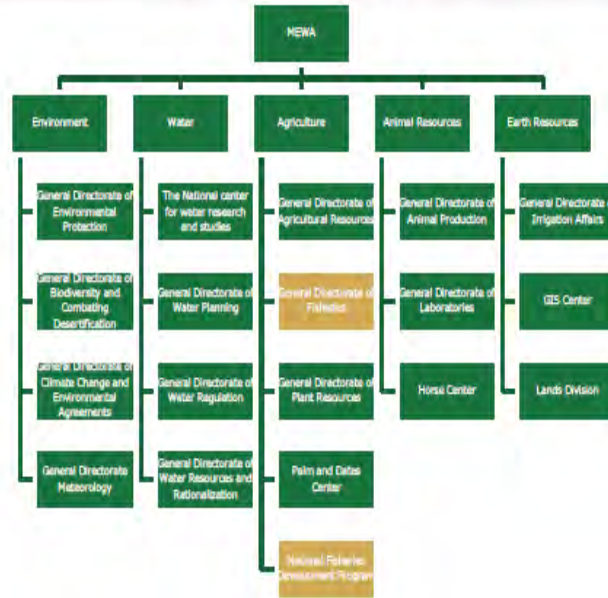 MEWA
Environment
Water
Agriculture
Animal Resources
Earth Resources
General Directorate of
Environmental
Protection
The National center
for water research
and studies
General Directorate of
Agricultural Resources
General Directorate of
Animal Production
General Directorate of
Irrigation Affairs
General Directorate of
Biodiversity and
Combating
Desertification
General Directorate of
Water Planning
General Directorate of
Fisheries
General Directorate of
Laboratories
GIS Center
General Directorate of
Climate Change and
Environmental
Agreements
General Directorate of
Water Regulation
General Directorate of
Plant Resources
Horse Center
Lands Division
General Directorate
Meteorology
General Directorate of
Water Resources and
Rationalization
Palm and Dates
Center
National Fisheries
Development Program